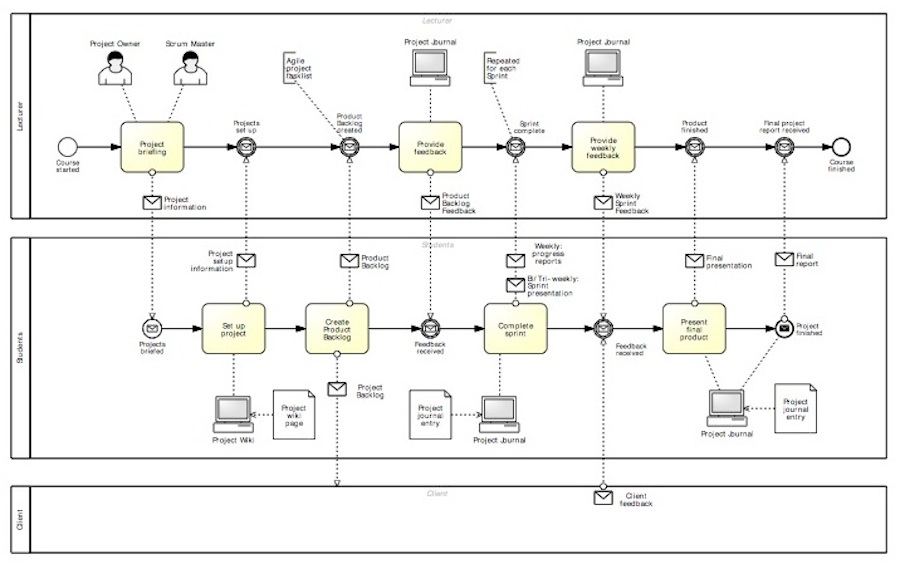 Lecturer
Lecturer
Project Owner
Scrum Master
Agile
project
tasklist
Project Journal
Repeated
for each
Sprint
Project Journal
Course
started
Project
briefing
Projects
set up
Product
Backlog
created
Provide
feedback
Sprint
complete
Provide
weekly
feedback
Product
finished
Final project
report received
Course
finished
Project
information
Product
Backlog
Feedback
Weekly
Sprint
Feedback
Students
Students
Project
setup
information
Product
Backlog
Weekly:
progress
reports
Bi/ Tri- weekly:
Sprint
presentation
Final
presentation
Final
report
Projects
briefed
Set up
project
Create
Product
Backlog
Feedback
received
Complete
sprint
Feedback
received
Present
final
product
Project
finished
Project Wiki
Project
wiki
page
Project
Backlog
Project
journal
entry
Project Journal
Project Journal
Project
journal
entry
Client
Client
Client
feedback